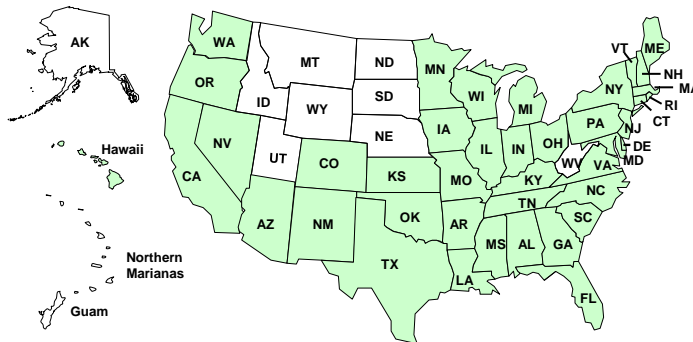 AK
WA
MT
ND
MN
VT
ME
OR
ID
SD
WI
MI
NY
NH
MA
RI
CT
WY
NE
IA
PA
NJ
Hawaii
NV
UT
CO
IL
IN
OH
DE
WV
MD
VA
CA
KS
MO
KY
NC
AZ
NM
OK
AR
TN
SC
Northern
Marianas
TX
MS
AL
GA
LA
FL
Guam